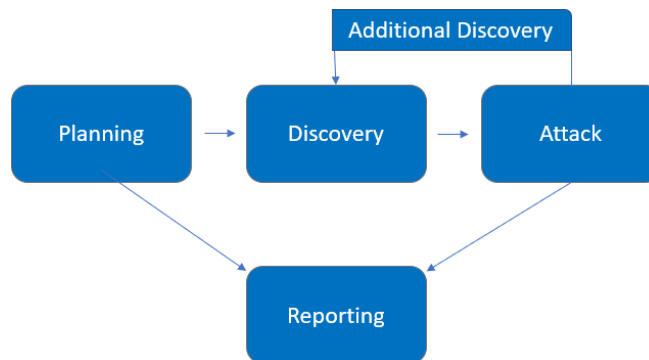 Additional Discovery
Planning
Discovery
Attack
Reporting